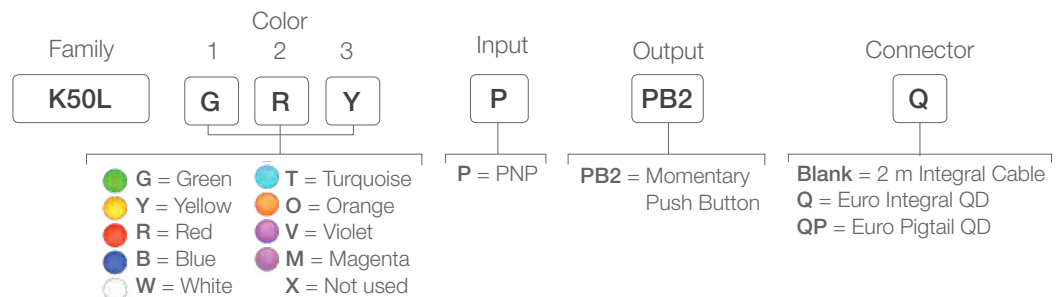 Color
Family 1 2 3 Input Output Connector
K50L G R Y P PB2 Q
G = Green T = Turquoise P = PNP PB2 = Momentary Blank = 2 m Integral Cable
Y = Yellow O = Orange Push Button Q = Euro Integral QD
R = Red V = Violet QP = Euro Pigtail QD
B = Blue M = Magenta
W = White X = Not used